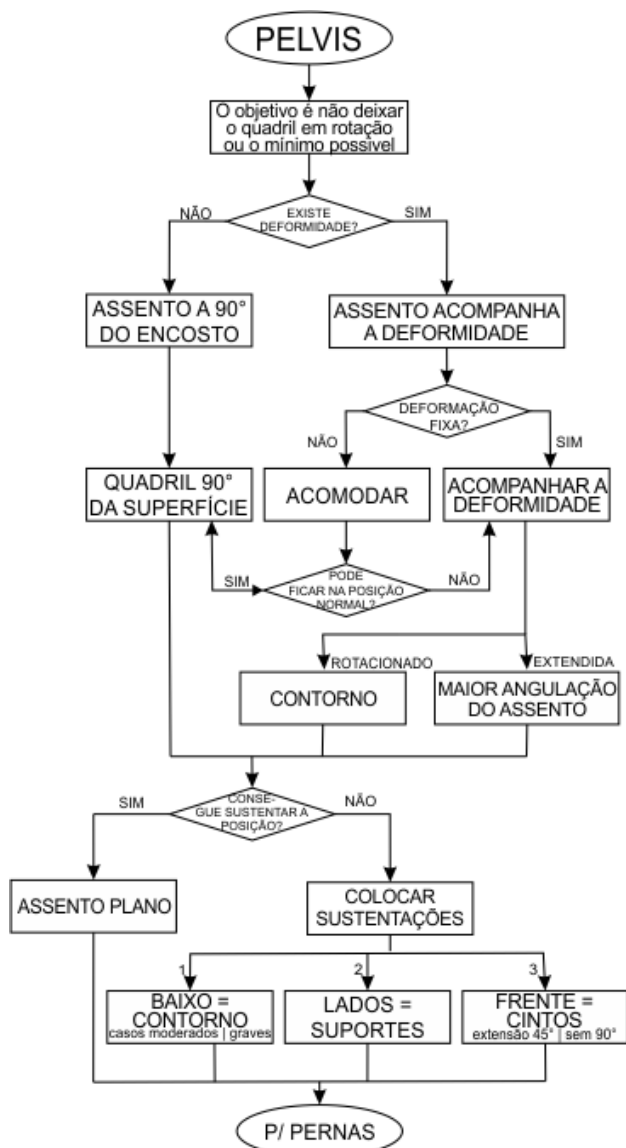 PELVIS
O objetivo é não deixar
o quadril em rotação
ou o mínimo possível
NÃO
EXISTE
DEFORMIDADE?
SIM
ASSENTO A 90°
DO ENCOSTO
ASSENTO ACOMPANHA
A DEFORMIDADE
DEFORMAÇÃO
FIXA?
NÃO
SIM
QUADRIL 90°
DA SUPERFÍCIE
ACOMODAR
ACOMPANHAR A
DEFORMIDADE
SIM
PODE
FICAR NA POSIÇÃO
NORMAL?
NÃO
ROTACIONADO
EXTENDIDA
CONTORNO
MAIOR ANGULAÇÃO
DO ASSENTO
SIM
CONSE-
GUE SUSTENTAR A
POSIÇÃO?
NÃO
ASSENTO PLANO
COLOCAR
SUSTENTAÇÕES
1
2
3
BAIXO =
CONTORNO
casos moderados | graves
LADOS =
SUPORTES
FRENTE =
CINTOS
extensão 45° | sem 90°
P/ PERNAS